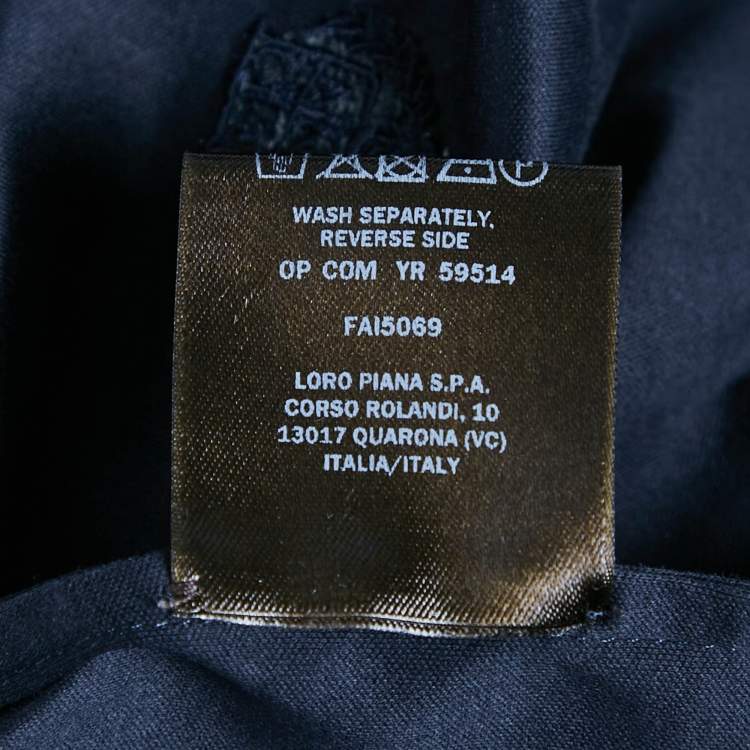 WASH SEPARATELY,
REVERSE SIDE
OP COM YR 59514
FAI5069
LORO PIANA S.P.A.
CORSO ROLANDI, 10
13017 QUARONA (VC)
ITALIA/ITALY